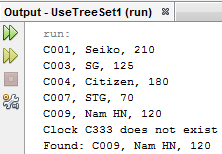 Output - UseTreeSet1 (run)
run:
C001, Seiko, 210
C003, SG, 125
C004, Citizen, 180
C007, STG, 70
C009, Nam HN, 120
Clock C333 does not exist
Found: C009, Nam HN, 120